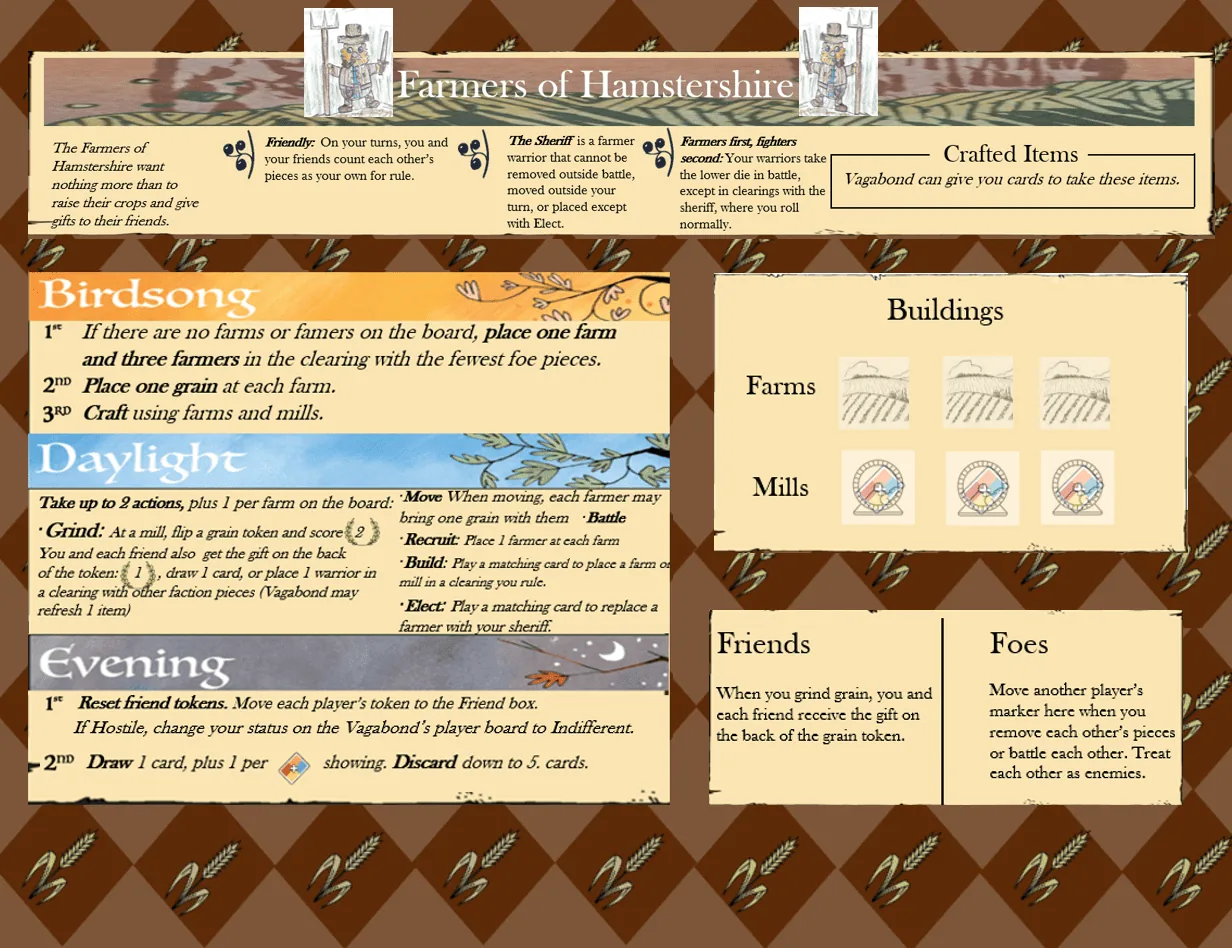 Farmers of Hamstershire
The Farmers of
Hamstershire want
nothing more than to
raise their crops and give
gifts to their friends.
Friendly: On your turns, you and
your friends count each other's
pieces as your own for rule.
The Sheriff is a farmer
warrior that cannot be
removed outside battle,
moved outside your
turn, or placed except
with Elect.
Farmers first, fighters
second: Your warriors take
the lower die in battle,
except in clearings with the
sheriff, where you roll
normally.
Crafted Items
Vagabond can give you cards to take these items.
Birdsong
1st If there are no farms or famers on the board, place one farm
and three farmers in the clearing with the fewest foe pieces.
2ND Place one grain at each farm.
3RD Craft using farms and mills.
Daylight
Take up to 2 actions, plus 1 per farm on the board:
·Grind: At a mill, flip a grain token and score 2
You and each friend also get the gift on the back
of the token: 1 , draw 1 card, or place 1 warrior in
a clearing with other faction pieces (Vagabond may
refresh 1 item)
·Move When moving, each farmer may
bring one grain with them ·Battle
·Recruit: Place 1 farmer at each farm
·Build: Play a matching card to place a farm or
mill in a clearing you rule.
·Elect: Play a matching card to replace a
farmer with your sheriff.
Evening
1st Reset friend tokens. Move each player's token to the Friend box.
If Hostile, change your status on the Vagabond's player board to Indifferent.
2ND Draw 1 card, plus 1 per showing. Discard down to 5. cards.
Buildings
Farms
Mills
Friends
When you grind grain, you and
each friend receive the gift on
the back of the grain token.
Foes
Move another player's
marker here when you
remove each other's pieces
or battle each other. Treat
each other as enemies.